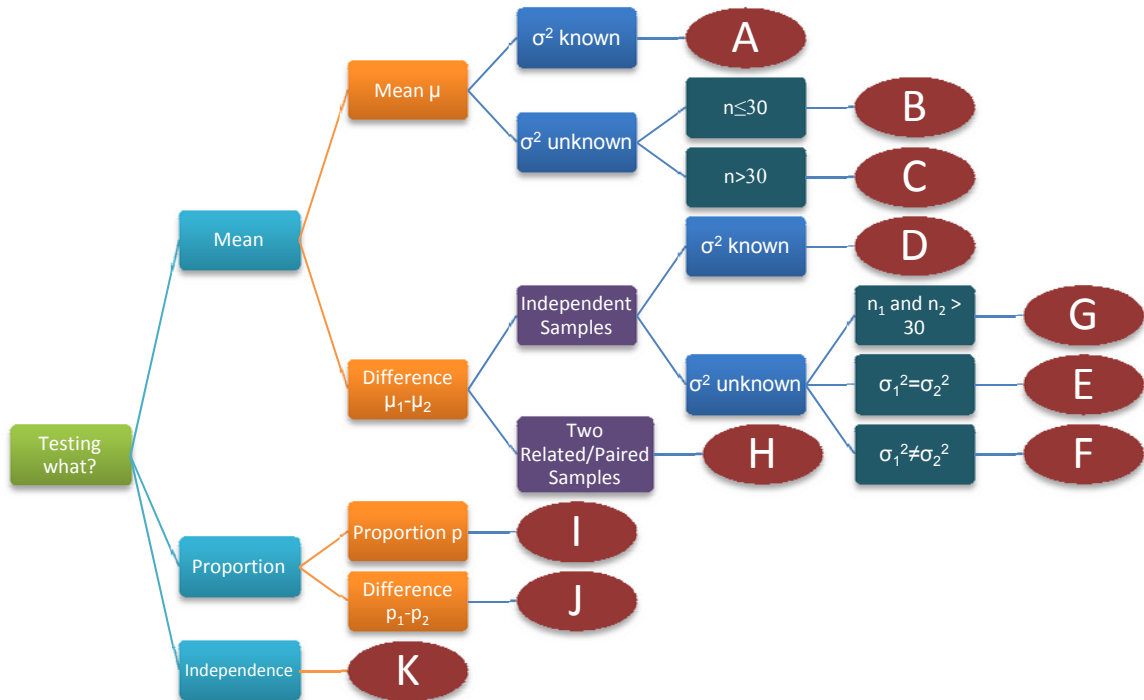 σ² known
A
Mean µ
n≤30
B
σ² unknown
n>30
C
Mean
σ² known
D
Independent
Samples
n₁ and n₂ >
30
G
Difference
µ₁-µ₂
σ² unknown
σ₁²=σ₂²
E
Testing
what?
Two
Related/Paired
Samples
H
σ₁²≠σ₂²
F
Proportion p
I
Proportion
Difference
p₁-p₂
J
Independence
K